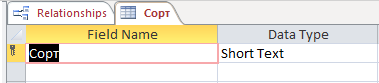 Relationships Сорт
Field Name Data Type
Сорт Short Text